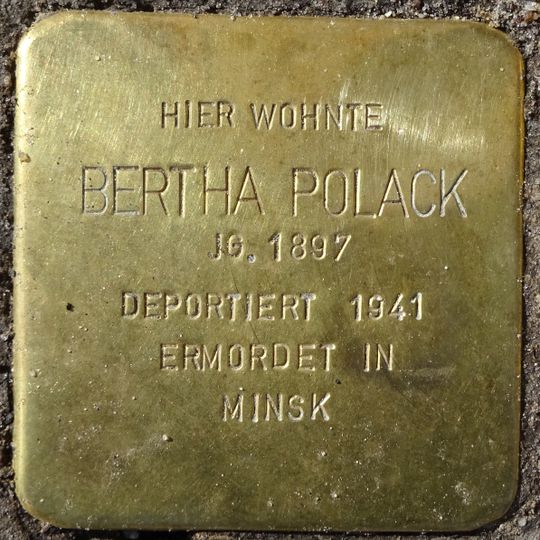 HIER WOHNTE
BERTHA POLACK
JG. 1897
DEPORTIERT 1941
ERMORDET IN
MINSK